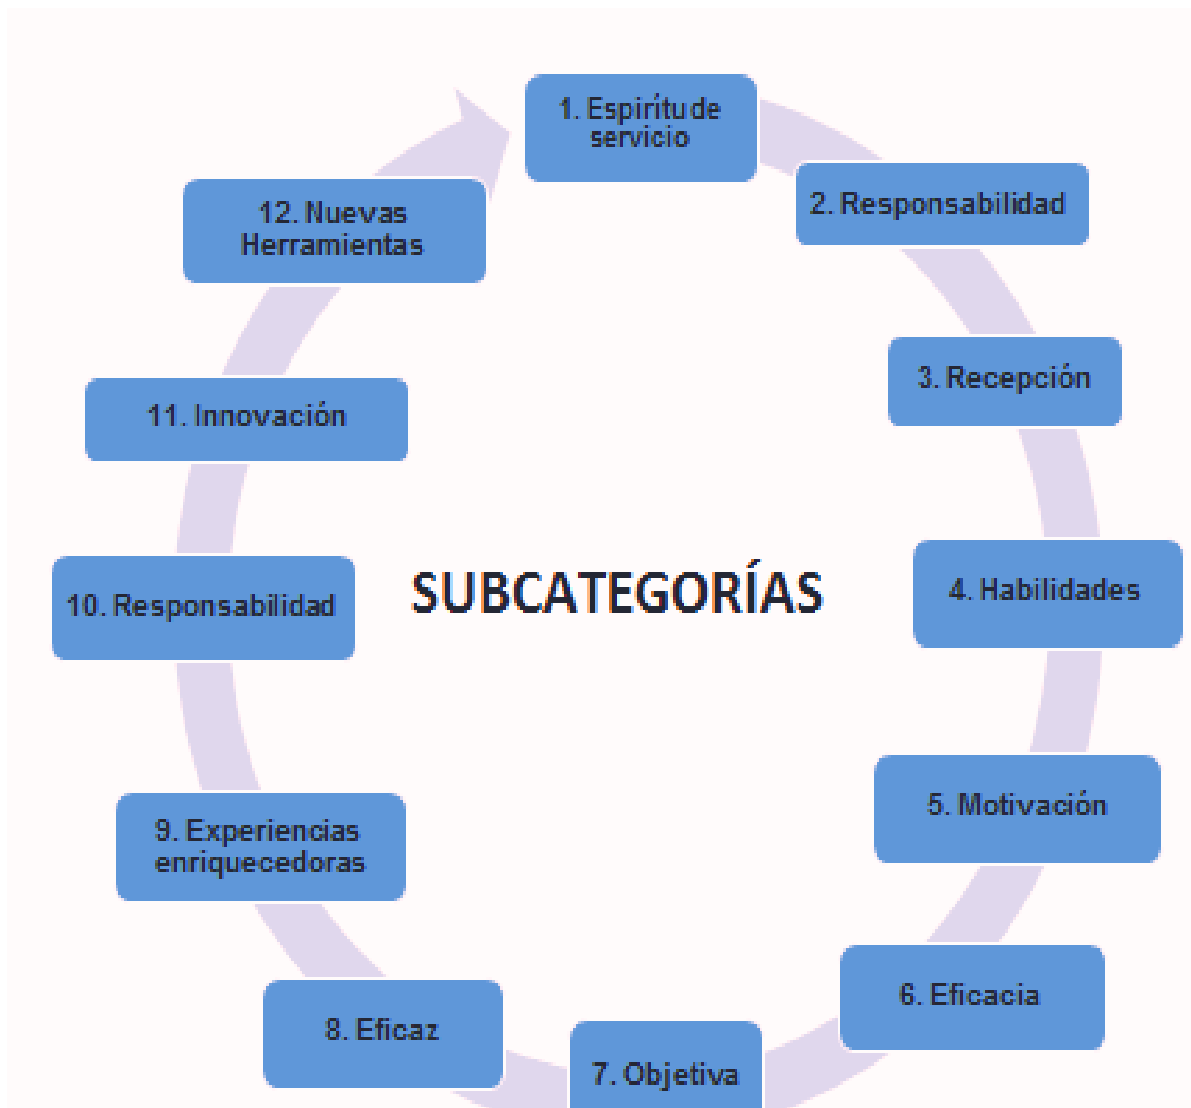 1. Espirítu de
servicio
2. Responsabilidad
3. Recepción
4. Habilidades
5. Motivación
6. Eficacia
7. Objetiva
8. Eficaz
9. Experiencias
enriquecedoras
10. Responsabilidad
11. Innovación
12. Nuevas
Herramientas
SUBCATEGORÍAS